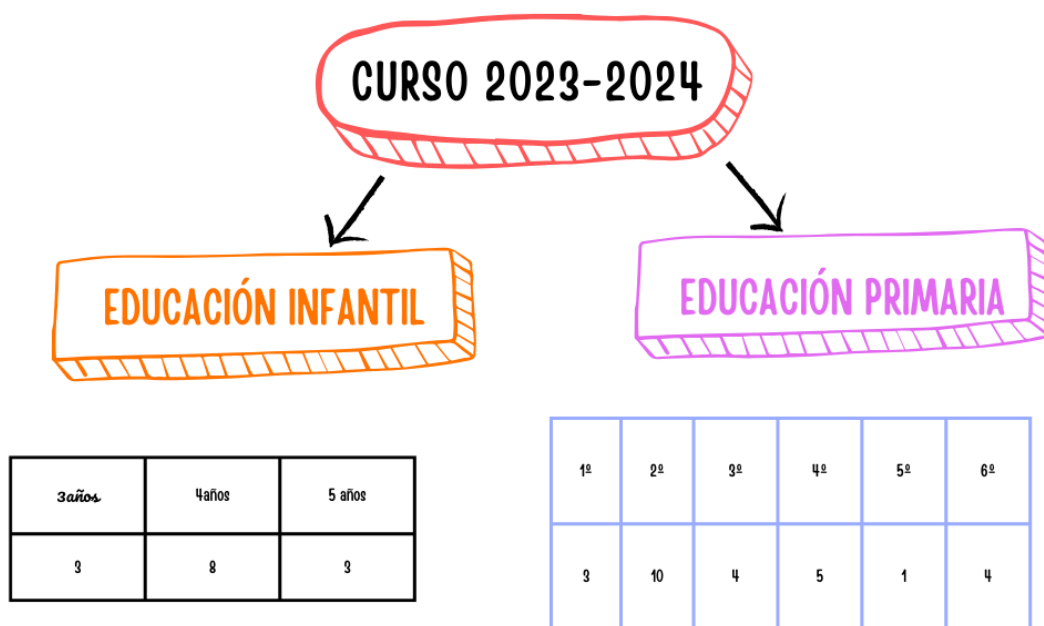 CURSO 2023-2024
EDUCACIÓN INFANTIL
EDUCACIÓN PRIMARIA
3años 4años 5 años
3 8 3
1º 2º 3º 4º 5º 6º
3 10 4 5 1 4